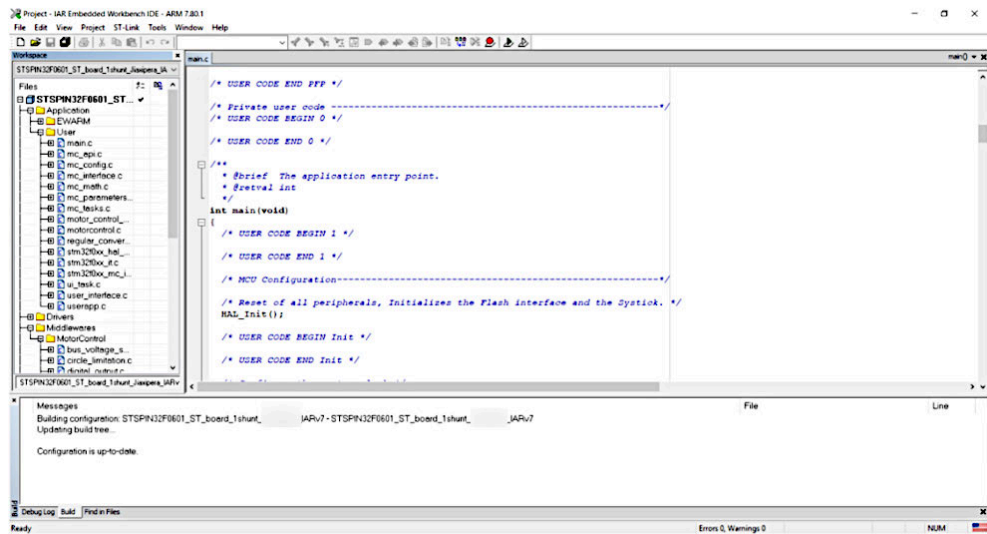 Project - IAR Embedded Workbench IDE - ARM 7.80.1
File Edit View Project ST-Link Tools Window Help
Workspace
main.c
main()
STSPIN32F0601_ST_board_1shunt_Jiaxipera_IA
Files
STSPIN32F0601_ST...
Application
EWARM
User
main.c
mc_api.c
mc_config.c
mc_interface.c
mc_math.c
mc_parameters...
mc_tasks.c
motor_control_...
motorcontrol.c
regular_conver...
stm32f0xx_hal_...
stm32f0xx_it.c
stm32f0xx_mc_i...
ui_task.c
user_interface.c
userapp.c
Drivers
Middlewares
MotorControl
bus_voltage_s...
circle_limitation.c
digital_output.c
STSPIN32F0601_ST_board_1shunt_Jiaxipera_IARv
/* USER CODE END PFP */
/* Private user code ---------------------------------------------------------*/
/* USER CODE BEGIN 0 */
/* USER CODE END 0 */
/**
* @brief The application entry point.
* @retval int
*/
int main(void)
{
/* USER CODE BEGIN 1 */
/* USER CODE END 1 */
/* MCU Configuration--------------------------------------------------------*/
/* Reset of all peripherals, Initializes the Flash interface and the Systick. */
HAL_Init();
/* USER CODE BEGIN Init */
/* USER CODE END Init */
Messages File Line
Building configuration: STSPIN32F0601_ST_board_1shunt_ IARv7 - STSPIN32F0601_ST_board_1shunt_ _IARv7
Updating build tree...
Configuration is up-to-date.
Build
Debug Log Build Find in Files
Ready Errors 0, Warnings 0 NUM